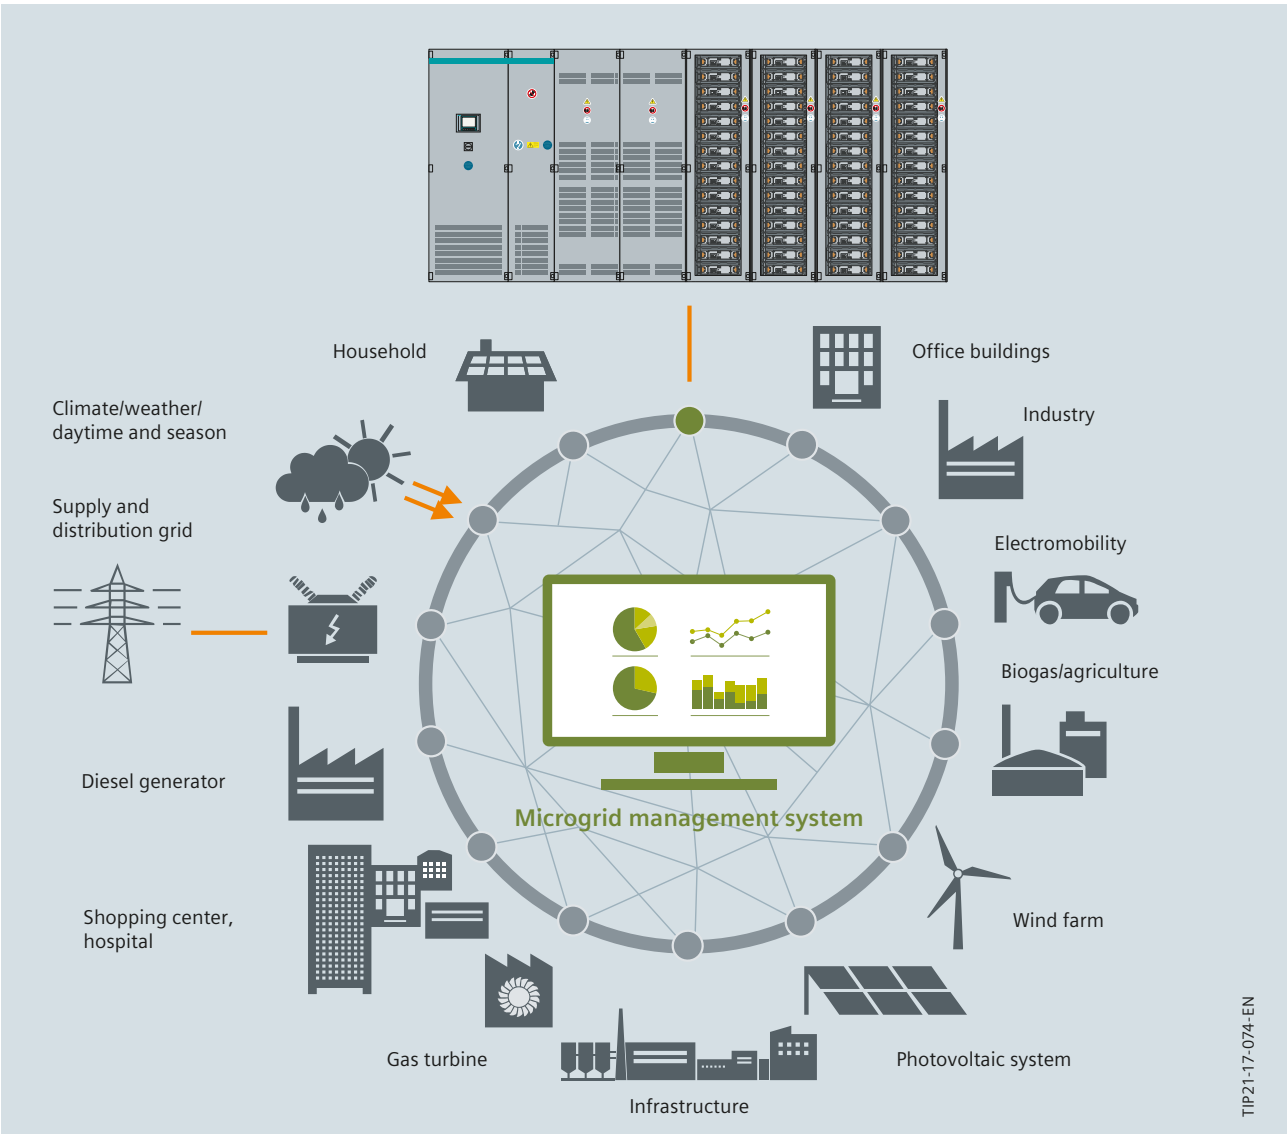 Household
Office buildings
Climate/weather/
daytime and season
Industry
Supply and
distribution grid
Electromobility
Biogas/agriculture
Diesel generator
Microgrid management system
Shopping center,
hospital
Wind farm
Gas turbine
Photovoltaic system
Infrastructure
TIP21-17-074-EN